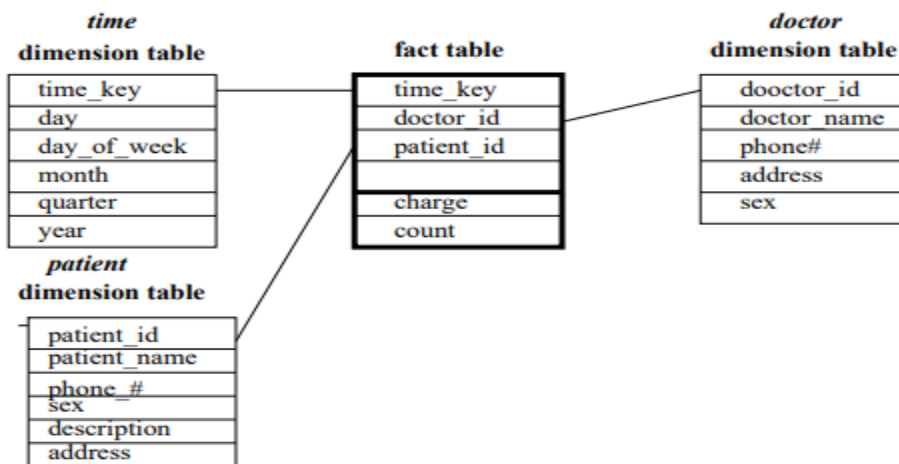 time
dimension table
time_key
day
day_of_week
month
quarter
year
fact table
time_key
doctor_id
patient_id
charge
count
doctor
dimension table
dooctor_id
doctor_name
phone#
address
sex
patient
dimension table
patient_id
patient_name
phone_#
sex
description
address